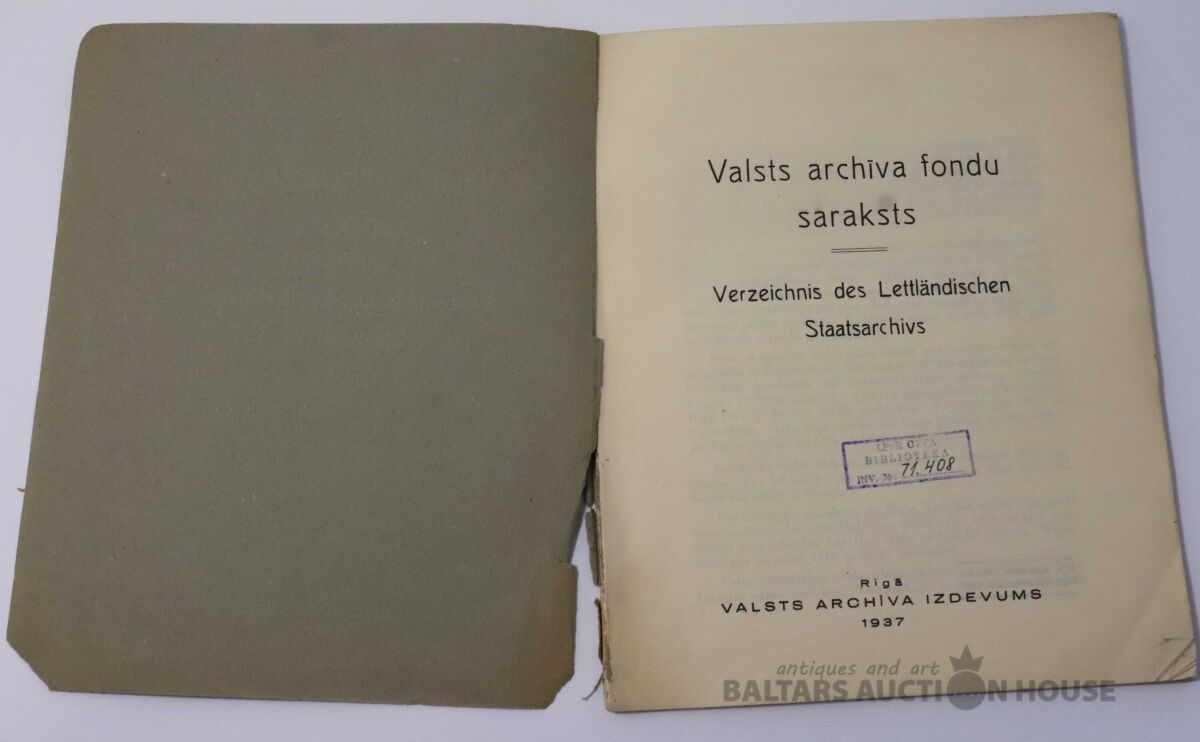 Valsts archīva fondu
saraksts
Verzeichnis des Lettländischen
Staatsarchivs
BIBLIOTEKA
INV. № 71.408
Rīgā
VALSTS ARCHĪVA IZDEVUMS
1937
antiques and art
BALTARS AUCTION HOUSE